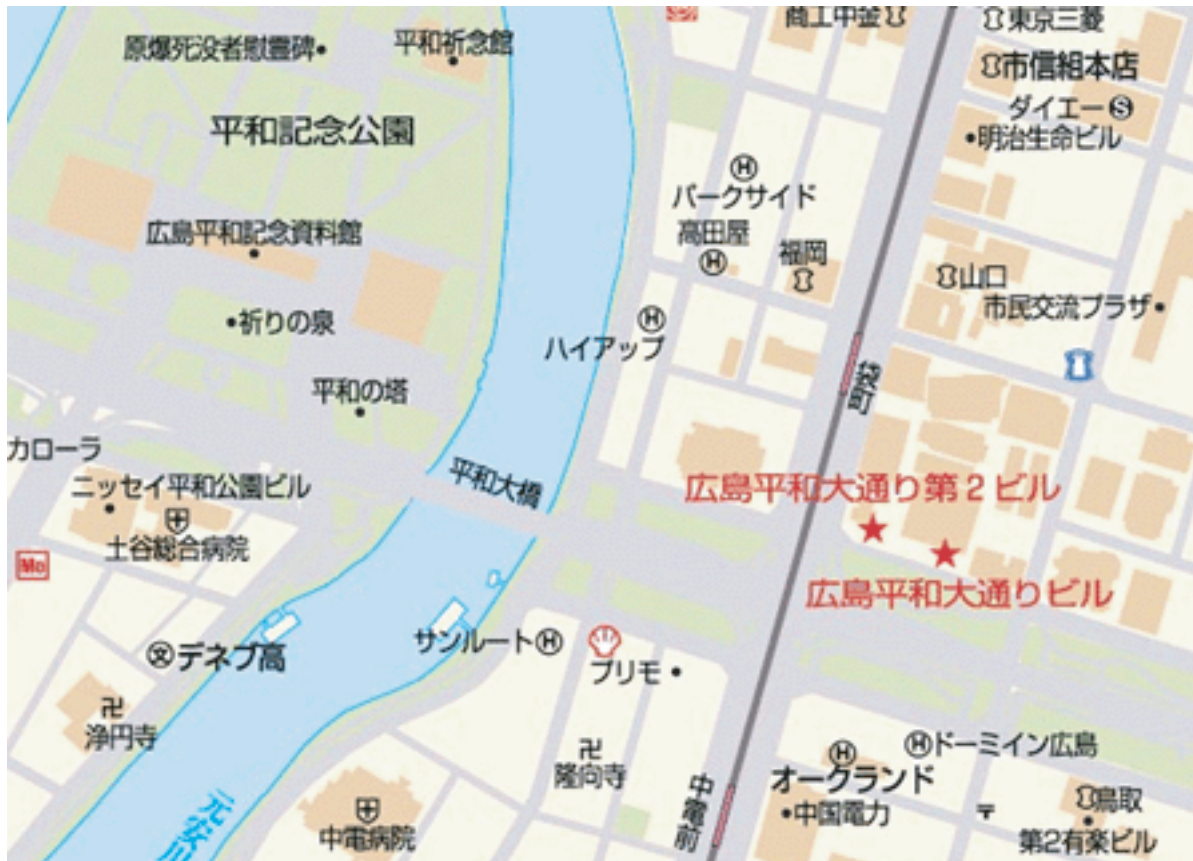 商工中金
東京三菱
原爆死没者慰霊碑
平和祈念館
市信組本店
ダイエー Ⓢ
平和記念公園
明治生命ビル
Ⓗ
パークサイド
広島平和記念資料館
高田屋
Ⓗ
福岡
山口
市民交流プラザ
祈りの泉
Ⓗ
ハイアップ
平和の塔
袋町
カローラ
ニッセイ平和公園ビル
平和大橋
広島平和大通り第2ビル
土谷総合病院
広島平和大通りビル
サンルートⒽ
㊫デネブ高
プリモ
卍
浄円寺
卍
隆向寺
Ⓗ
オークランド
Ⓗドーミイン広島
中電前
元安川
中電病院
中国電力
〒
鳥取
第2有楽ビル